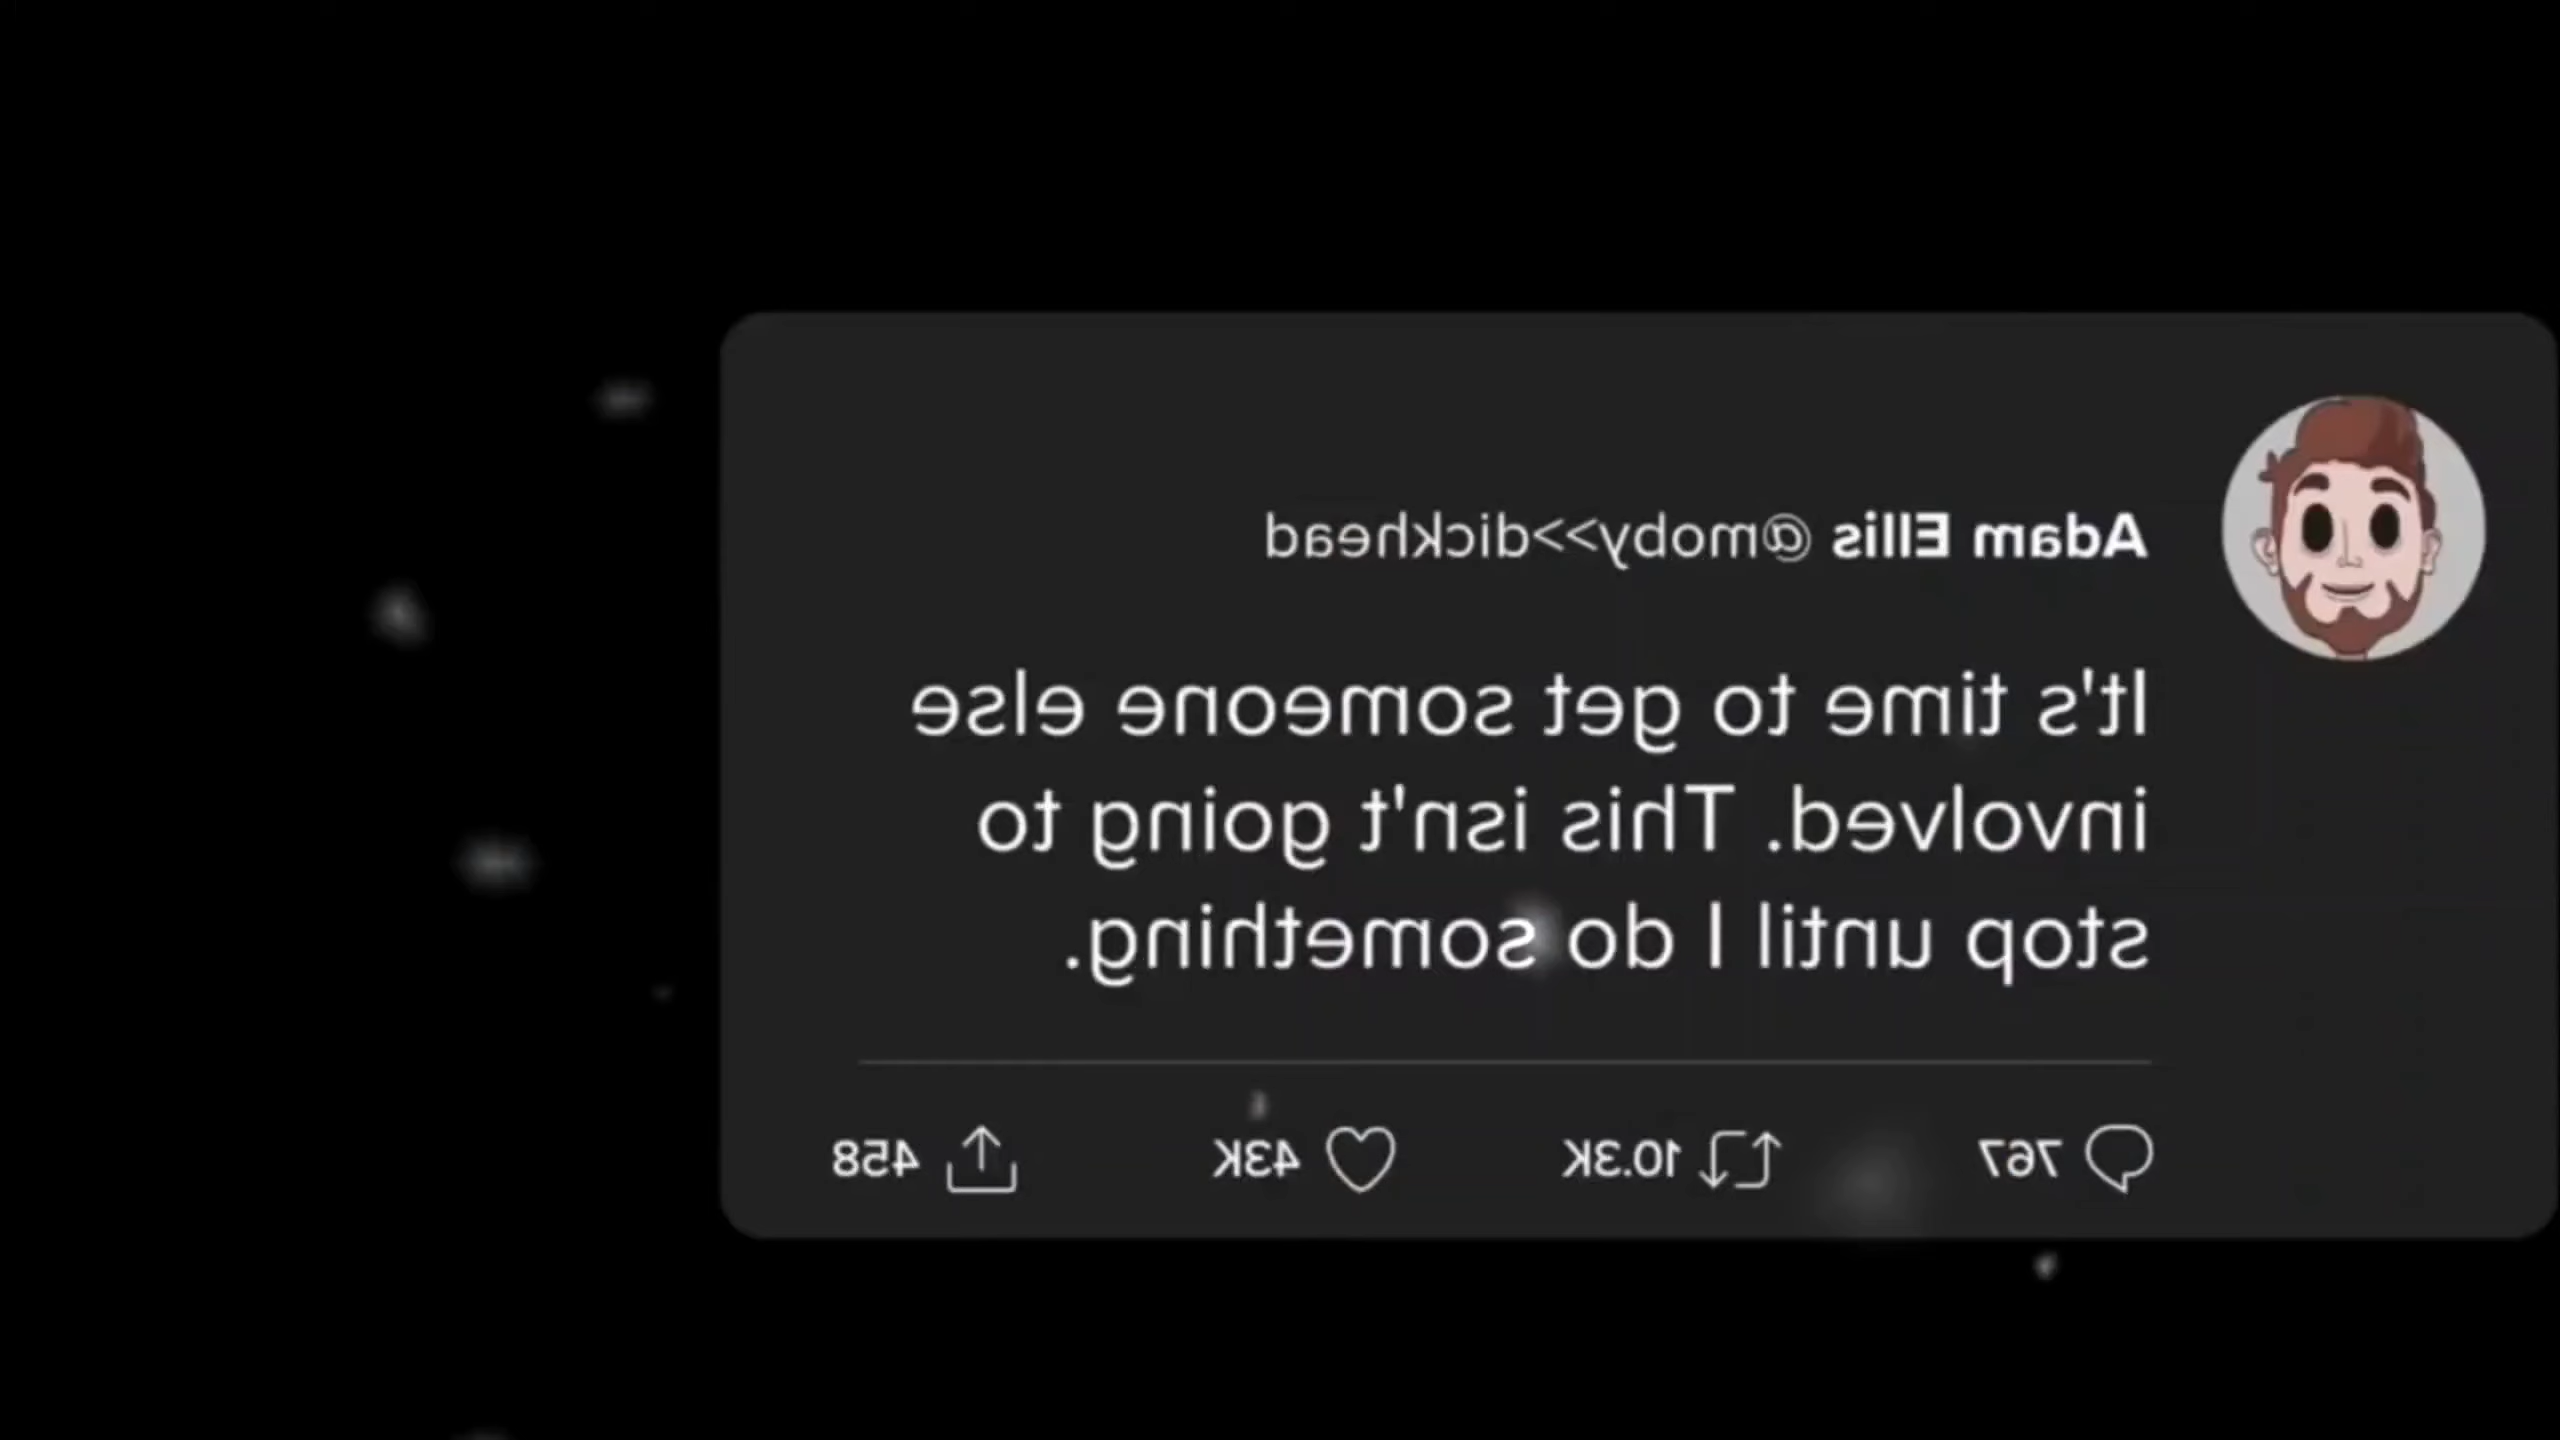 Adam Ellis @moby>>dickhead
It's time to get someone else
involved. This isn't going to
stop until I do something.
767 10.3K 43K 458